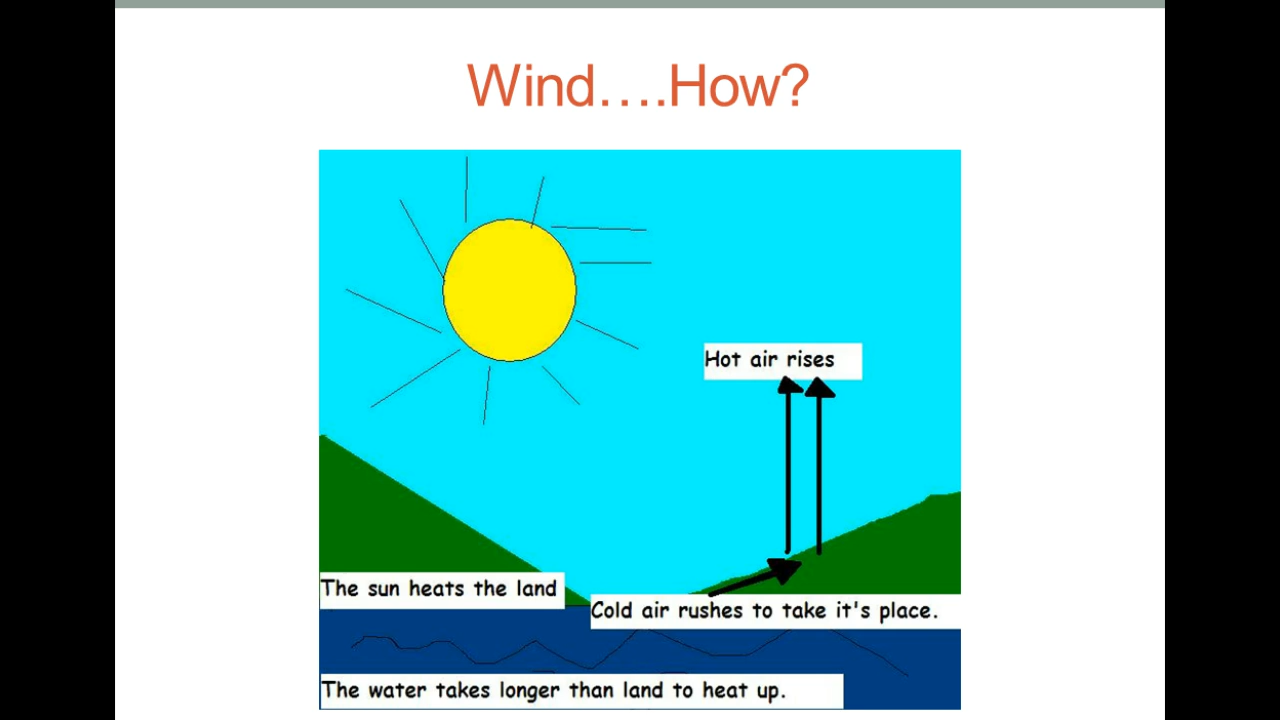 Wind….How?
Hot air rises
The sun heats the land
Cold air rushes to take it's place.
The water takes longer than land to heat up.